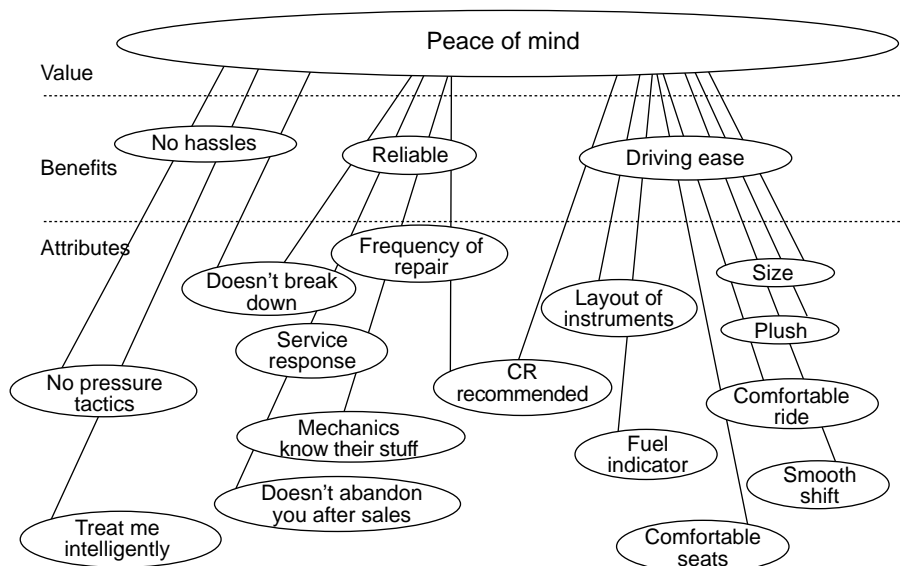 Peace of mind
Value
No hassles
Reliable
Driving ease
Benefits
Attributes
Frequency of
repair
Doesn't break
down
Size
Layout of
instruments
Plush
Service
response
No pressure
tactics
CR
recommended
Comfortable
ride
Mechanics
know their stuff
Fuel
indicator
Smooth
shift
Doesn't abandon
you after sales
Treat me
intelligently
Comfortable
seats